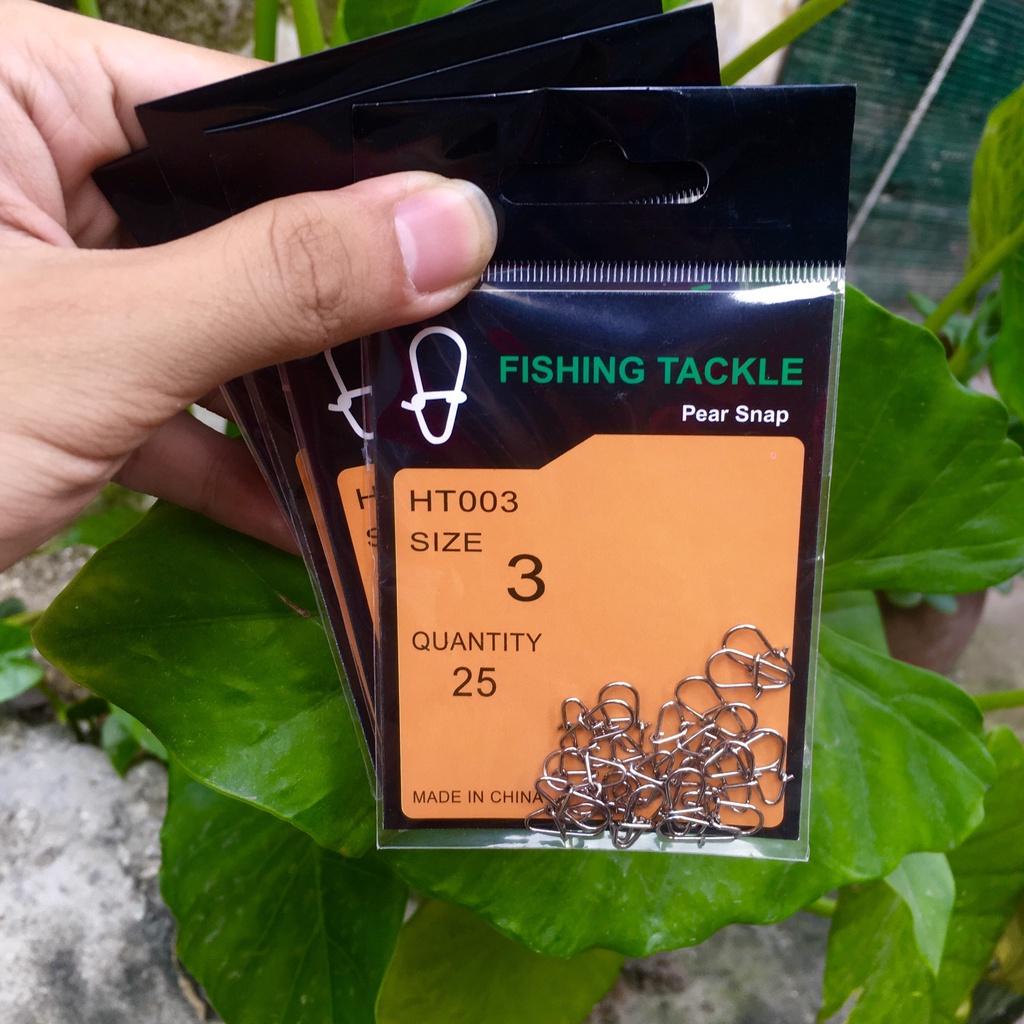 FISHING TACKLE
Pear Snap
HT003
SIZE
3
QUANTITY
25
MADE IN CHINA
H
S